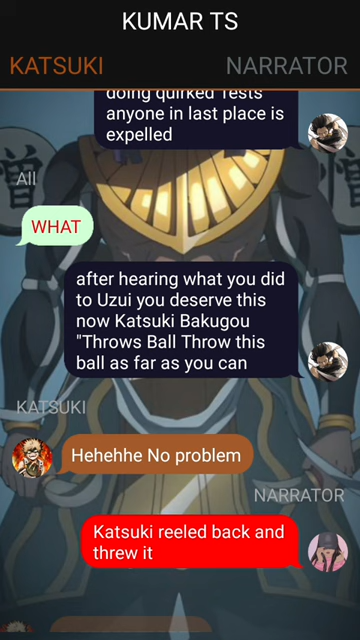 KUMAR TS
KATSUKI
NARRATOR
doing quirked Tests
anyone in last place is
expelled
All
WHAT
after hearing what you did
to Uzui you deserve this
now Katsuki Bakugou
"Throws Ball Throw this
ball as far as you can
KATSUKI
Hehehhe No problem
NARRATOR
Katsuki reeled back and
threw it